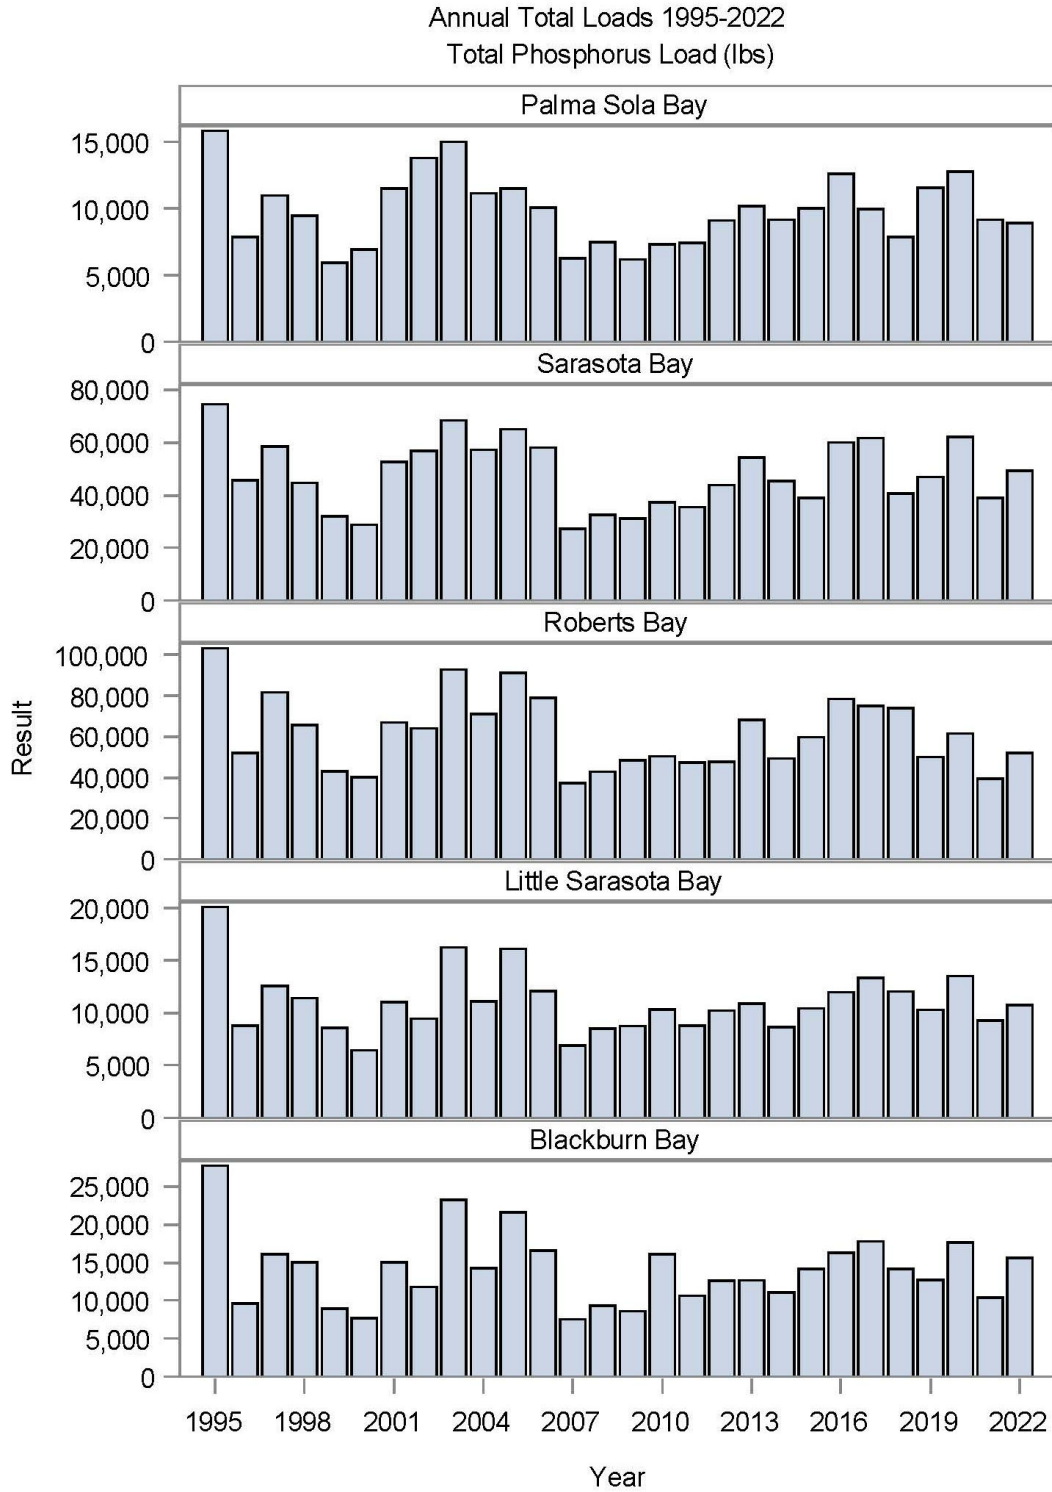 Annual Total Loads 1995-2022
Total Phosphorus Load (lbs)
Palma Sola Bay
15,000
10,000
5,000
0
Sarasota Bay
80,000
60,000
40,000
20,000
0
Roberts Bay
100,000
80,000
60,000
40,000
20,000
0
Result
Little Sarasota Bay
20,000
15,000
10,000
5,000
0
Blackburn Bay
25,000
20,000
15,000
10,000
5,000
0
1995 1998 2001 2004 2007 2010 2013 2016 2019 2022
Year